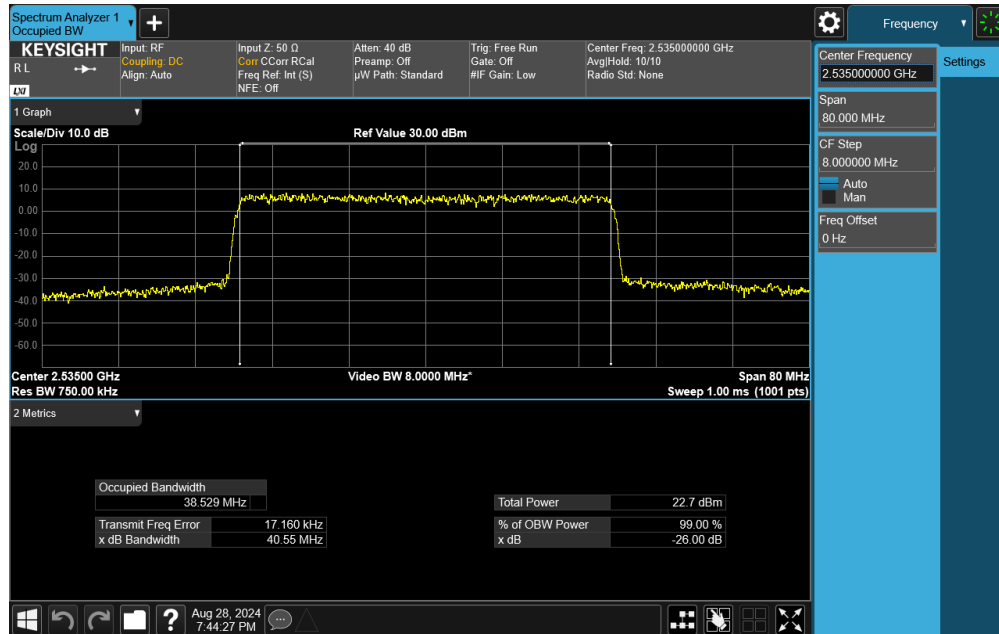 Spectrum Analyzer 1
Occupied BW
Frequency
KEYSIGHT
R L
LXI
Input: RF
Coupling: DC
Align: Auto
Input Z: 50 Ω
Corr CCorr RCal
Freq Ref: Int (S)
NFE: Off
Atten: 40 dB
Preamp: Off
µW Path: Standard
Trig: Free Run
Gate: Off
#IF Gain: Low
Center Freq: 2.535000000 GHz
Avg|Hold: 10/10
Radio Std: None
Center Frequency
2.535000000 GHz
Settings
Span
80.000 MHz
CF Step
8.000000 MHz
Auto
Man
Freq Offset
0 Hz
1 Graph
Scale/Div 10.0 dB
Ref Value 30.00 dBm
Log
20.0
10.0
0.00
-10.0
-20.0
-30.0
-40.0
-50.0
-60.0
Center 2.53500 GHz
Video BW 8.0000 MHz*
Span 80 MHz
Res BW 750.00 kHz
Sweep 1.00 ms (1001 pts)
2 Metrics
Occupied Bandwidth
38.529 MHz
Transmit Freq Error 17.160 kHz
x dB Bandwidth 40.55 MHz
Total Power 22.7 dBm
% of OBW Power 99.00 %
x dB -26.00 dB
Aug 28, 2024
7:44:27 PM